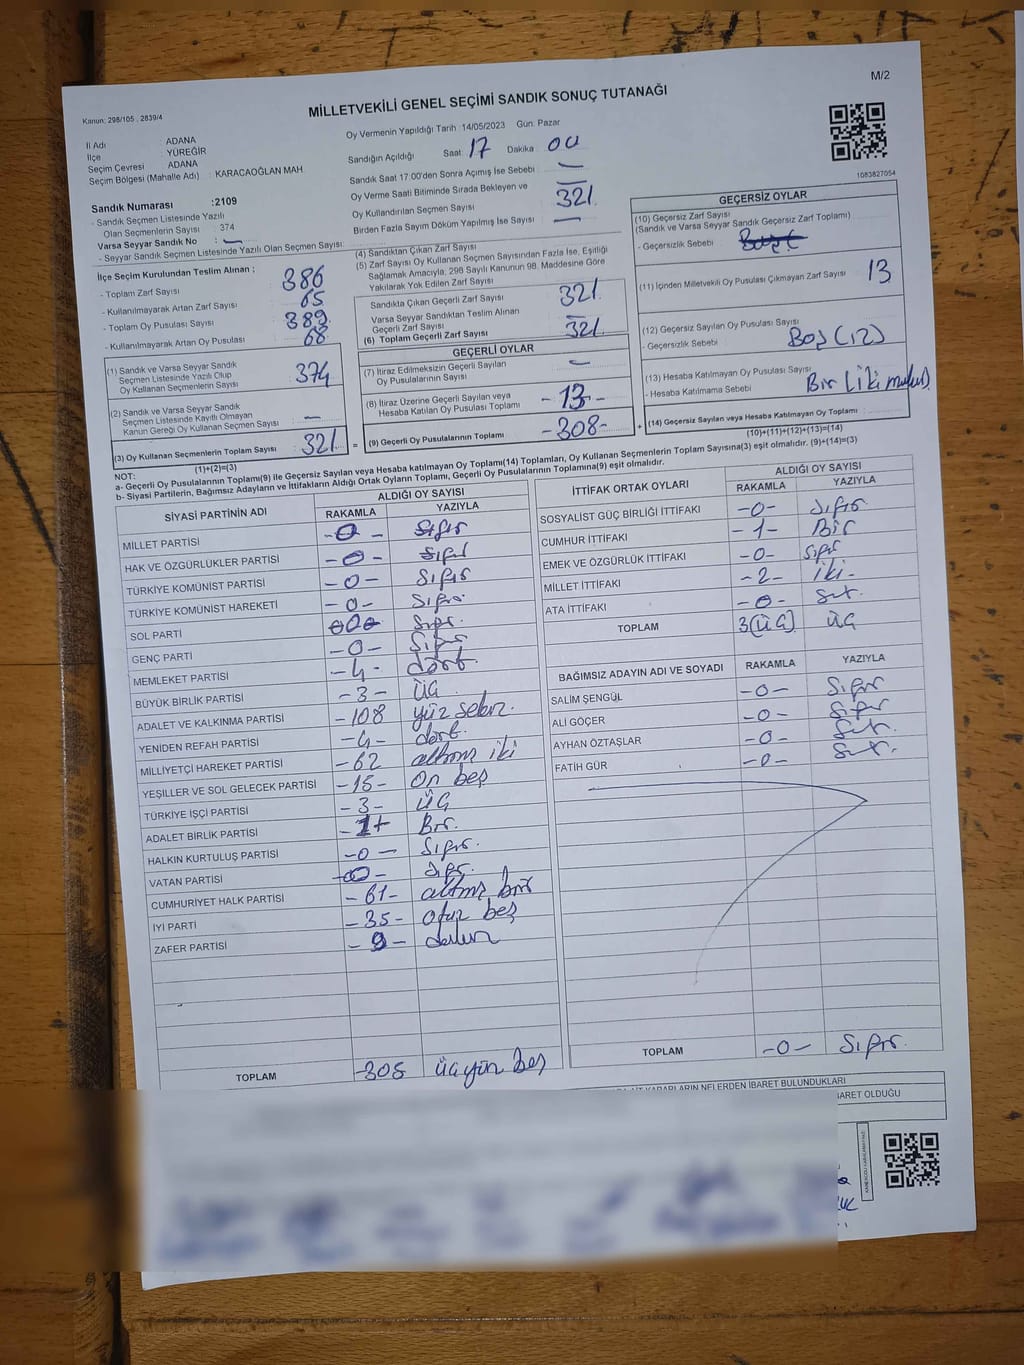 M/2
Kanun; 298/105 , 2839/4
MİLLETVEKİLİ GENEL SEÇİMİ SANDIK SONUÇ TUTANAĞI
İl Adı ADANA
İlçe YÜREĞİR
Seçim Çevresi ADANA
Seçim Bölgesi (Mahalle Adı) : KARACAOĞLAN MAH.
Sandık Numarası :2109
- Sandık Seçmen Listesinde Yazılı
Olan Seçmenlerin Sayısı : 374
Varsa Seyyar Sandık No : —
- Seyyar Sandık Seçmen Listesinde Yazılı Olan Seçmen Sayısı:
Oy Vermenin Yapıldığı Tarih :14/05/2023 Gün: Pazar
Sandığın Açıldığı Saat 17 Dakika 00
Sandık Saat 17:00'den Sonra Açımış İse Sebebi : —
Oy Verme Saati Bitiminde Sırada Bekleyen ve
Oy Kullandırılan Seçmen Sayısı 321
Birden Fazla Sayım Döküm Yapılmış İse Sayısı : —
1083827054
İlçe Seçim Kurulundan Teslim Alınan ;
- Toplam Zarf Sayısı 386
- Kullanılmayarak Artan Zarf Sayısı 65
- Toplam Oy Pusulası Sayısı 389
- Kullanılmayarak Artan Oy Pusulası 68
(1) Sandık ve Varsa Seyyar Sandık
Seçmen Listesinde Yazılı Olup
Oy Kullanan Seçmenlerin Sayısı 374
(2) Sandık ve Varsa Seyyar Sandık
Seçmen Listesinde Kayıtlı Olmayan
Kanun Gereği Oy Kullanan Seçmen Sayısı : —
(3) Oy Kullanan Seçmenlerin Toplam Sayısı 321 =
(1)+(2)=(3)
(4) Sandıktan Çıkan Zarf Sayısı
(5) Zarf Sayısı Oy Kullanan Seçmen Sayısından Fazla İse, Eşitliği
Sağlamak Amacıyla, 298 Sayılı Kanunun 98. Maddesine Göre
Yakılarak Yok Edilen Zarf Sayısı
Sandıkta Çıkan Geçerli Zarf Sayısı 321
Varsa Seyyar Sandıktan Teslim Alınan
Geçerli Zarf Sayısı
(6) Toplam Geçerli Zarf Sayısı 321
GEÇERLİ OYLAR
(7) İtiraz Edilmeksizin Geçerli Sayılan
Oy Pusulalarının Sayısı —
(8) İtiraz Üzerine Geçerli Sayılan veya
Hesaba Katılan Oy Pusulası Toplamı - 13 -
(9) Geçerli Oy Pusulalarının Toplamı -308- +
GEÇERSİZ OYLAR
(10) Geçersiz Zarf Sayısı
(Sandık ve Varsa Seyyar Sandık Geçersiz Zarf Toplamı)
- Geçersizlik Sebebi :
(11) İçinden Milletvekili Oy Pusulası Çıkmayan Zarf Sayısı 13
(12) Geçersiz Sayılan Oy Pusulası Sayısı
- Geçersizlik Sebebi : Boş (12)
(13) Hesaba Katılmayan Oy Pusulası Sayısı
- Hesaba Katılmama Sebebi : Bir
(14) Geçersiz Sayılan veya Hesaba Katılmayan Oy Toplamı :
(10)+(11)+(12)+(13)=(14)
NOT:
a- Geçerli Oy Pusulalarının Toplamı(9) ile Geçersiz Sayılan veya Hesaba katılmayan Oy Toplamı(14) Toplamları, Oy Kullanan Seçmenlerin Toplam Sayısına(3) eşit olmalıdır. (9)+(14)=(3)
b- Siyasi Partilerin, Bağımsız Adayların ve İttifakların Aldığı Ortak Oyların Toplamı, Geçerli Oy Pusulalarının Toplamına(9) eşit olmalıdır.
SİYASİ PARTİNİN ADI ALDIĞI OY SAYISI
RAKAMLA YAZIYLA
MİLLET PARTİSİ -0- Sıfır
HAK VE ÖZGÜRLÜKLER PARTİSİ -0- Sıfır
TÜRKİYE KOMÜNİST PARTİSİ -0- Sıfır
TÜRKİYE KOMÜNİST HAREKETİ -0- Sıfır
SOL PARTİ 000 Sıfır
GENÇ PARTİ -0- Sıfır
MEMLEKET PARTİSİ -4- dört
BÜYÜK BİRLİK PARTİSİ -3- üç
ADALET VE KALKINMA PARTİSİ -108 yüz sekiz
YENİDEN REFAH PARTİSİ -4- dört
MİLLİYETÇİ HAREKET PARTİSİ -62 altmış iki
YEŞİLLER VE SOL GELECEK PARTİSİ -15- on beş
TÜRKİYE İŞÇİ PARTİSİ -3- üç
ADALET BİRLİK PARTİSİ -1+ Bir.
HALKIN KURTULUŞ PARTİSİ -0- Sıfır.
VATAN PARTİSİ -0- Sıfır.
CUMHURİYET HALK PARTİSİ -61- altmış bir
İYİ PARTİ -35- otuz beş
ZAFER PARTİSİ -9- dokuz
TOPLAM -305 üçyüz beş
İTTİFAK ORTAK OYLARI ALDIĞI OY SAYISI
RAKAMLA YAZIYLA
SOSYALİST GÜÇ BİRLİĞİ İTTİFAKI -0- Sıfır
CUMHUR İTTİFAKI -1- Bir
EMEK VE ÖZGÜRLÜK İTTİFAKI -0- Sıfır
MİLLET İTTİFAKI -2- iki-
ATA İTTİFAKI -0- Sıfır.
TOPLAM 3(üç) üç
BAĞIMSIZ ADAYIN ADI VE SOYADI RAKAMLA YAZIYLA
SALİM ŞENGÜL -0- Sıfır
ALİ GÖÇER -0- Sıfır
AYHAN ÖZTAŞLAR -0- Sıfır
FATİH GÜR -0- Sıfır.
TOPLAM -0- Sıfır.
KARARLARIN NELERDEN İBARET BULUNDUKLARI
BARET OLDUĞU